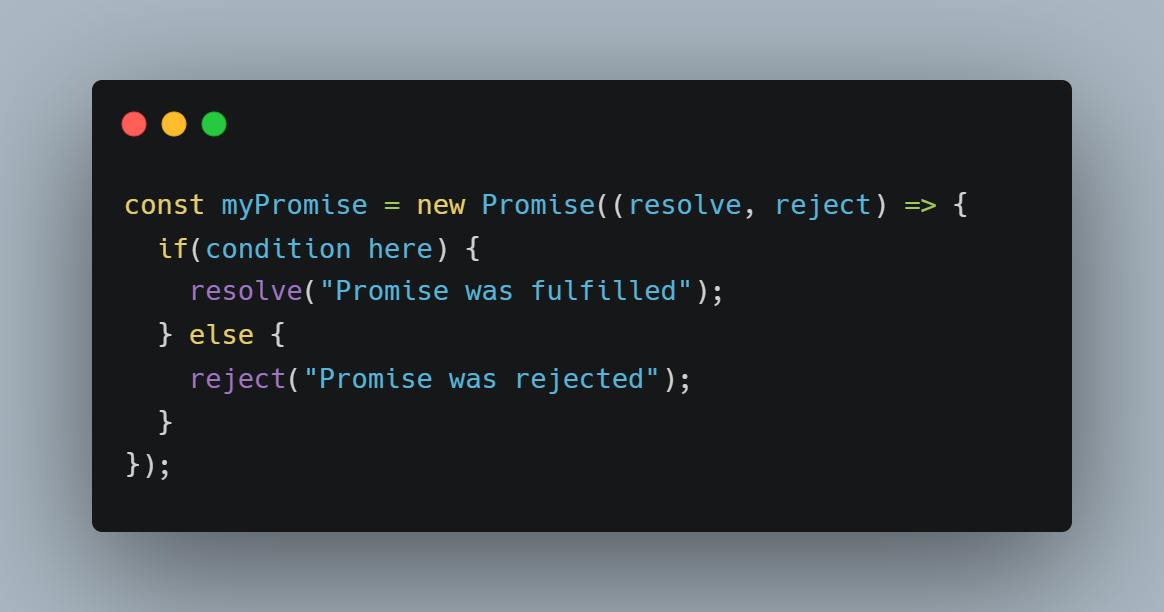 const myPromise = new Promise((resolve, reject) => {
  if(condition here) {
    resolve("Promise was fulfilled");
  } else {
    reject("Promise was rejected");
  }
});